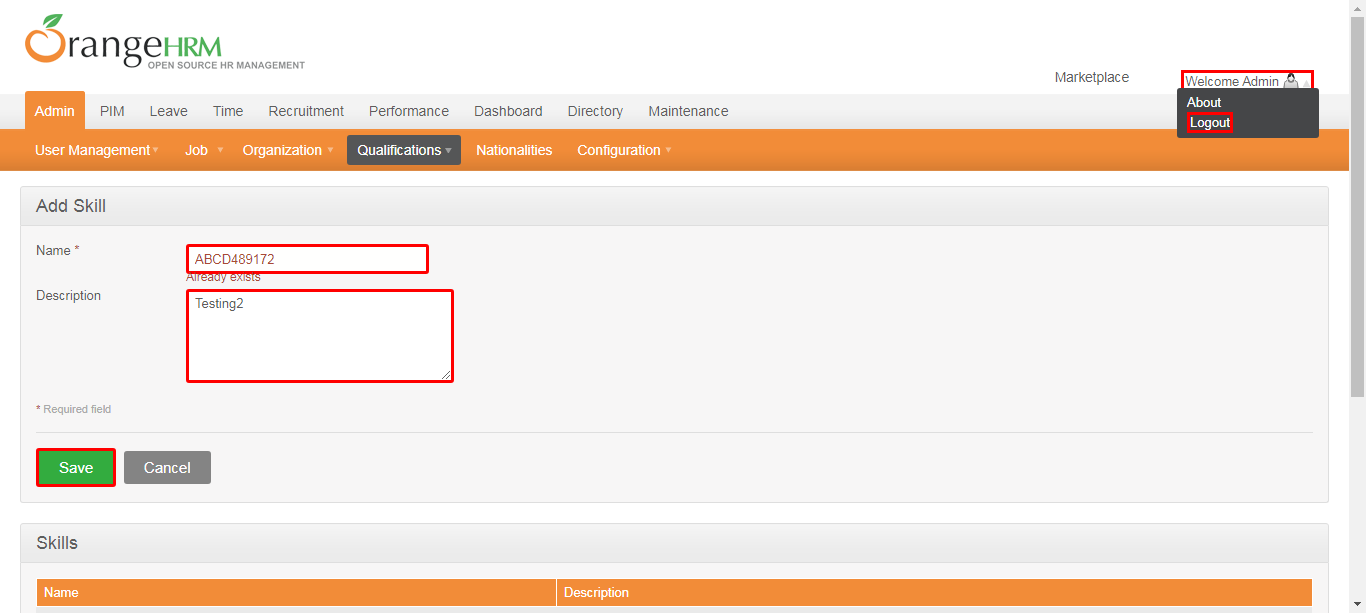 OrangeHRM
OPEN SOURCE HR MANAGEMENT
Marketplace
Welcome Admin
About
Logout
Admin PIM Leave Time Recruitment Performance Dashboard Directory Maintenance
User Management Job Organization Qualifications Nationalities Configuration
Add Skill
Name *
ABCD489172
Already exists
Description
Testing2
* Required field
Save Cancel
Skills
Name Description